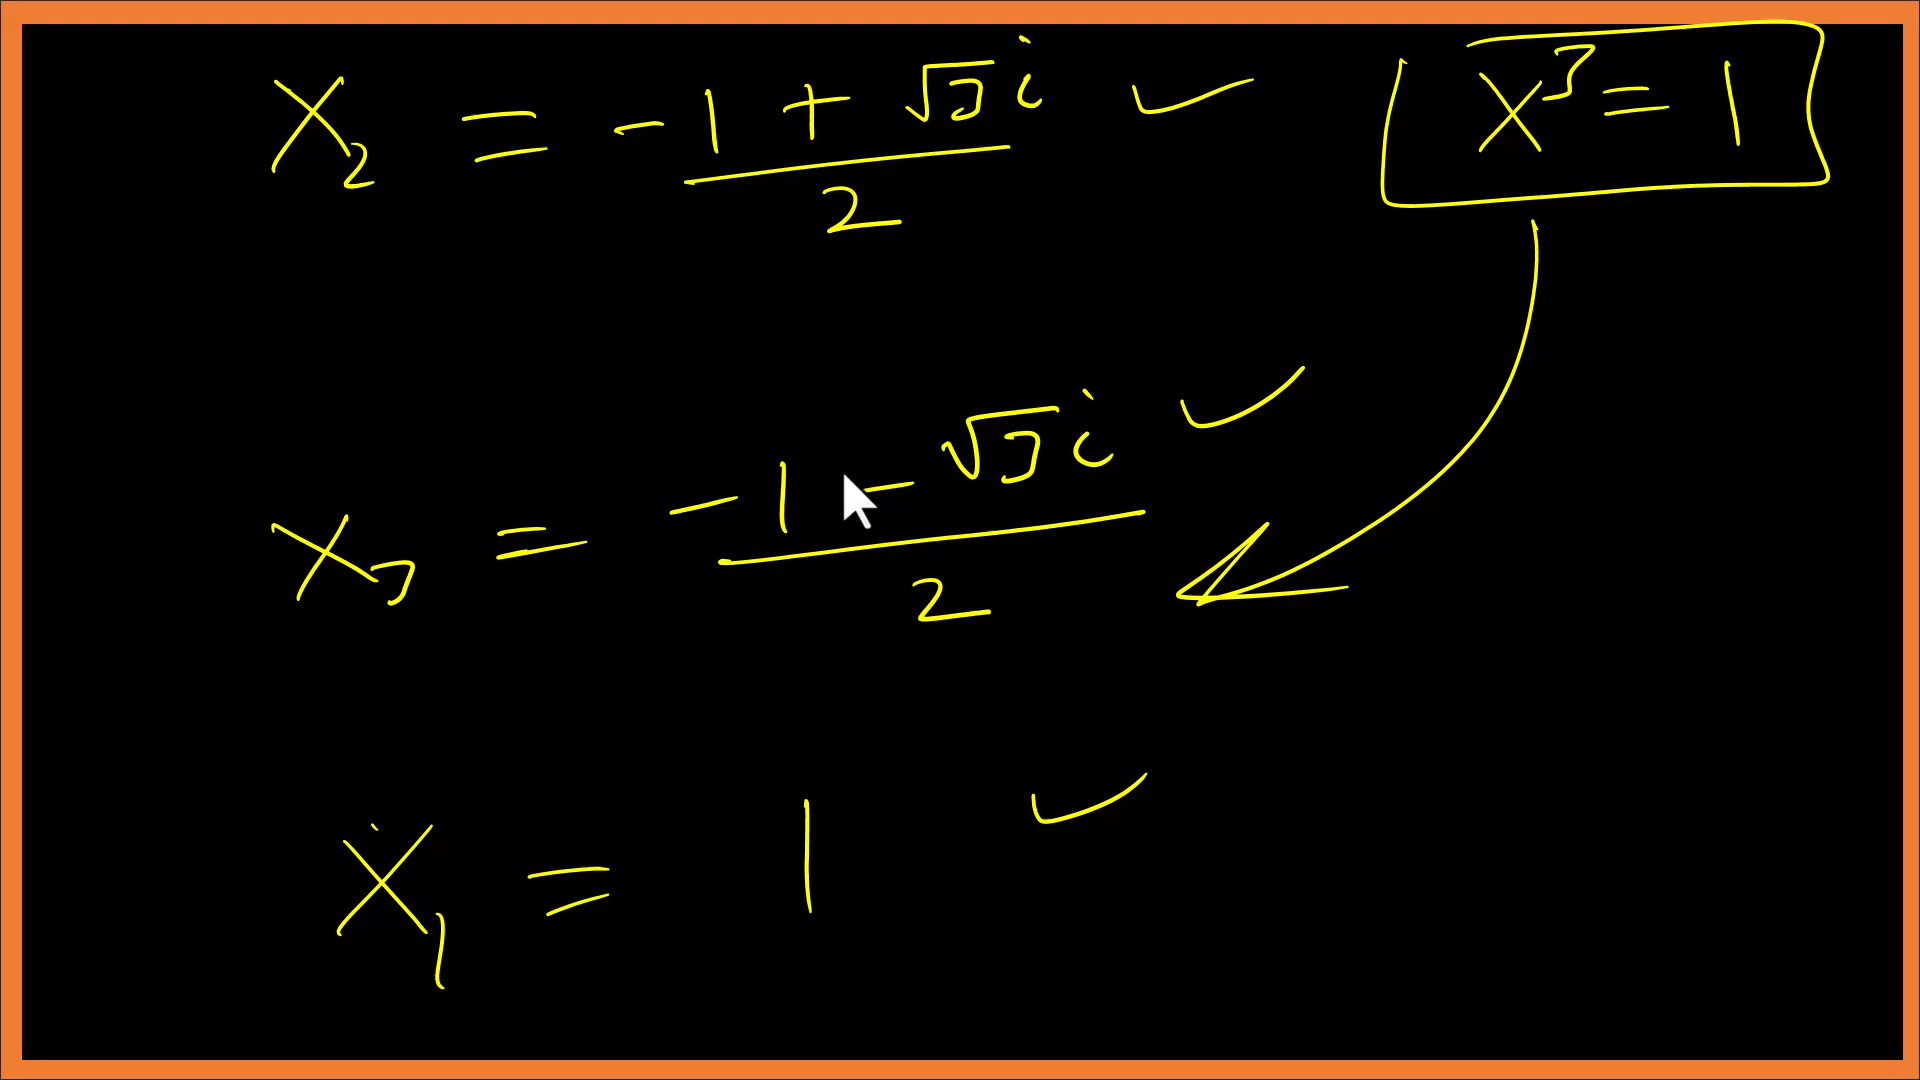 X₂ = (-1 + √3i)/2 ✓
x³ = 1
X₃ = (-1 - √3i)/2 ✓
X₁ = 1 ✓